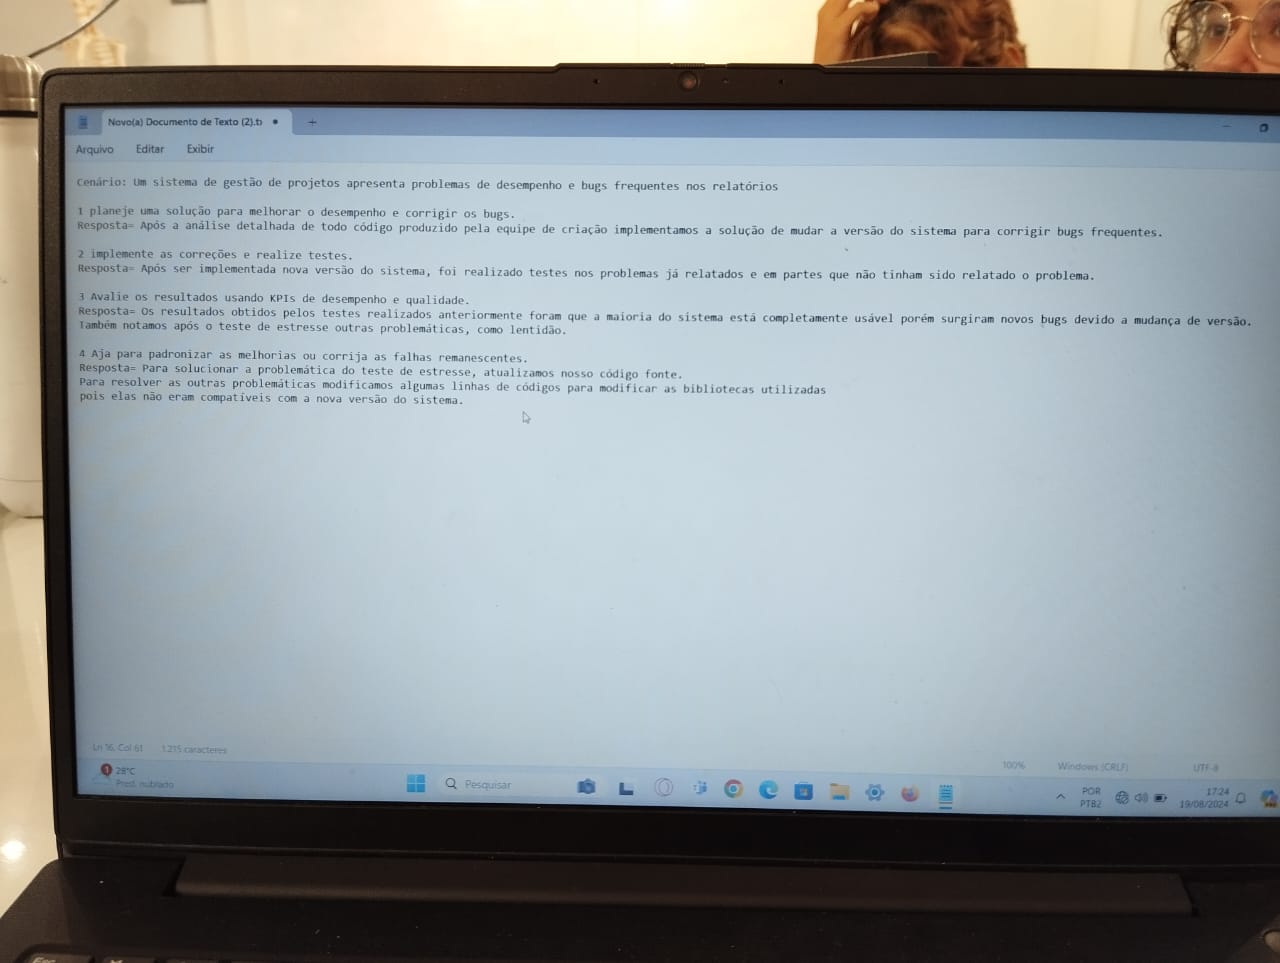 Novo(a) Documento de Texto (2).tx
Arquivo Editar Exibir
Cenário: Um sistema de gestão de projetos apresenta problemas de desempenho e bugs frequentes nos relatórios
1 planeje uma solução para melhorar o desempenho e corrigir os bugs.
Resposta= Após a análise detalhada de todo código produzido pela equipe de criação implementamos a solução de mudar a versão do sistema para corrigir bugs frequentes.
2 implemente as correções e realize testes.
Resposta= Após ser implementada nova versão do sistema, foi realizado testes nos problemas já relatados e em partes que não tinham sido relatado o problema.
3 Avalie os resultados usando KPIs de desempenho e qualidade.
Resposta= Os resultados obtidos pelos testes realizados anteriormente foram que a maioria do sistema está completamente usável porém surgiram novos bugs devido a mudança de versão.
Também notamos após o teste de estresse outras problemáticas, como lentidão.
4 Aja para padronizar as melhorias ou corrija as falhas remanescentes.
Resposta= Para solucionar a problemática do teste de estresse, atualizamos nosso código fonte.
Para resolver as outras problemáticas modificamos algumas linhas de códigos para modificar as bibliotecas utilizadas
pois elas não eram compatíveis com a nova versão do sistema.
Ln 16, Col 61 1.215 caracteres 100% Windows (CRLF) UTF-8
1 28°C
Pred. nublado
Pesquisar
POR
PTB2
17:24
19/08/2024
Esc